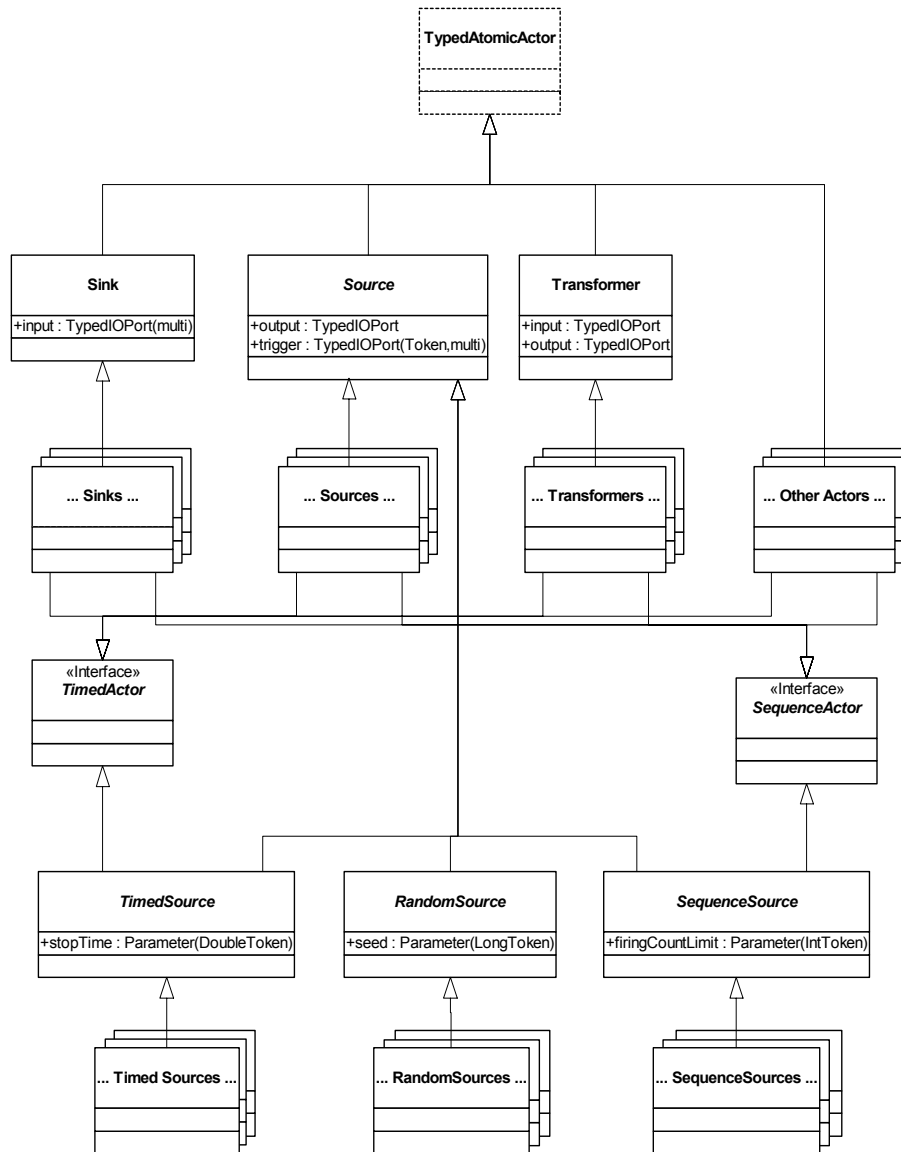 TypedAtomicActor
Sink
+input : TypedIOPort(multi)
Source
+output : TypedIOPort
+trigger : TypedIOPort(Token,multi)
Transformer
+input : TypedIOPort
+output : TypedIOPort
... Sinks ...
... Sources ...
... Transformers ...
... Other Actors ...
«Interface»
TimedActor
«Interface»
SequenceActor
TimedSource
+stopTime : Parameter(DoubleToken)
RandomSource
+seed : Parameter(LongToken)
SequenceSource
+firingCountLimit : Parameter(IntToken)
... Timed Sources ...
... RandomSources ...
... SequenceSources ...